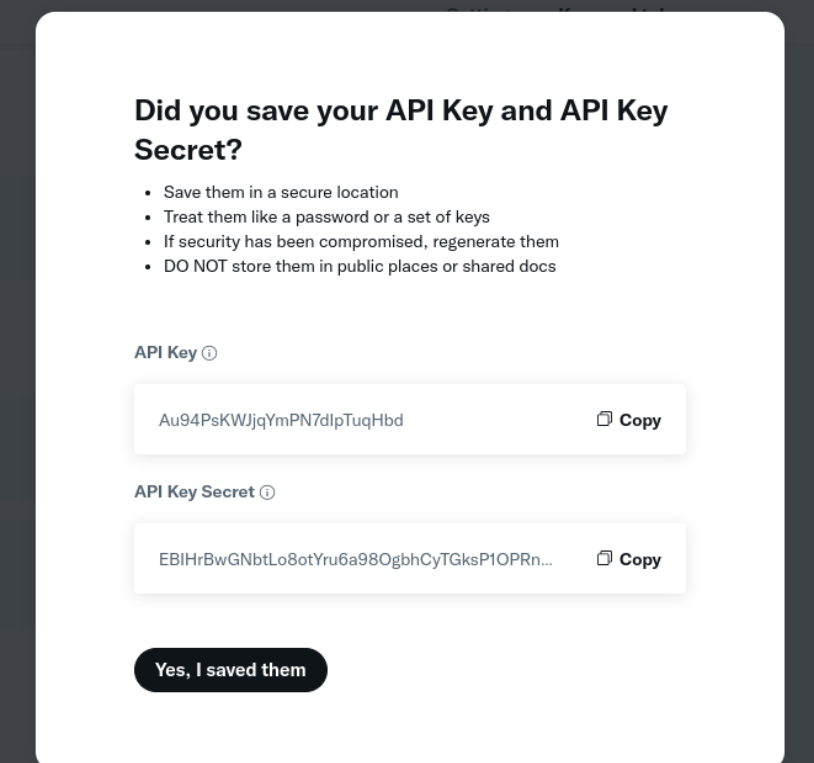 Did you save your API Key and API Key
Secret?
• Save them in a secure location
• Treat them like a password or a set of keys
• If security has been compromised, regenerate them
• DO NOT store them in public places or shared docs
API Key
Au94PsKWJjqYmPN7dIpTuqHbd
Copy
API Key Secret
EBIHrBwGNbtLo8otYru6a98OgbhCyTGksP1OPRn...
Copy
Yes, I saved them